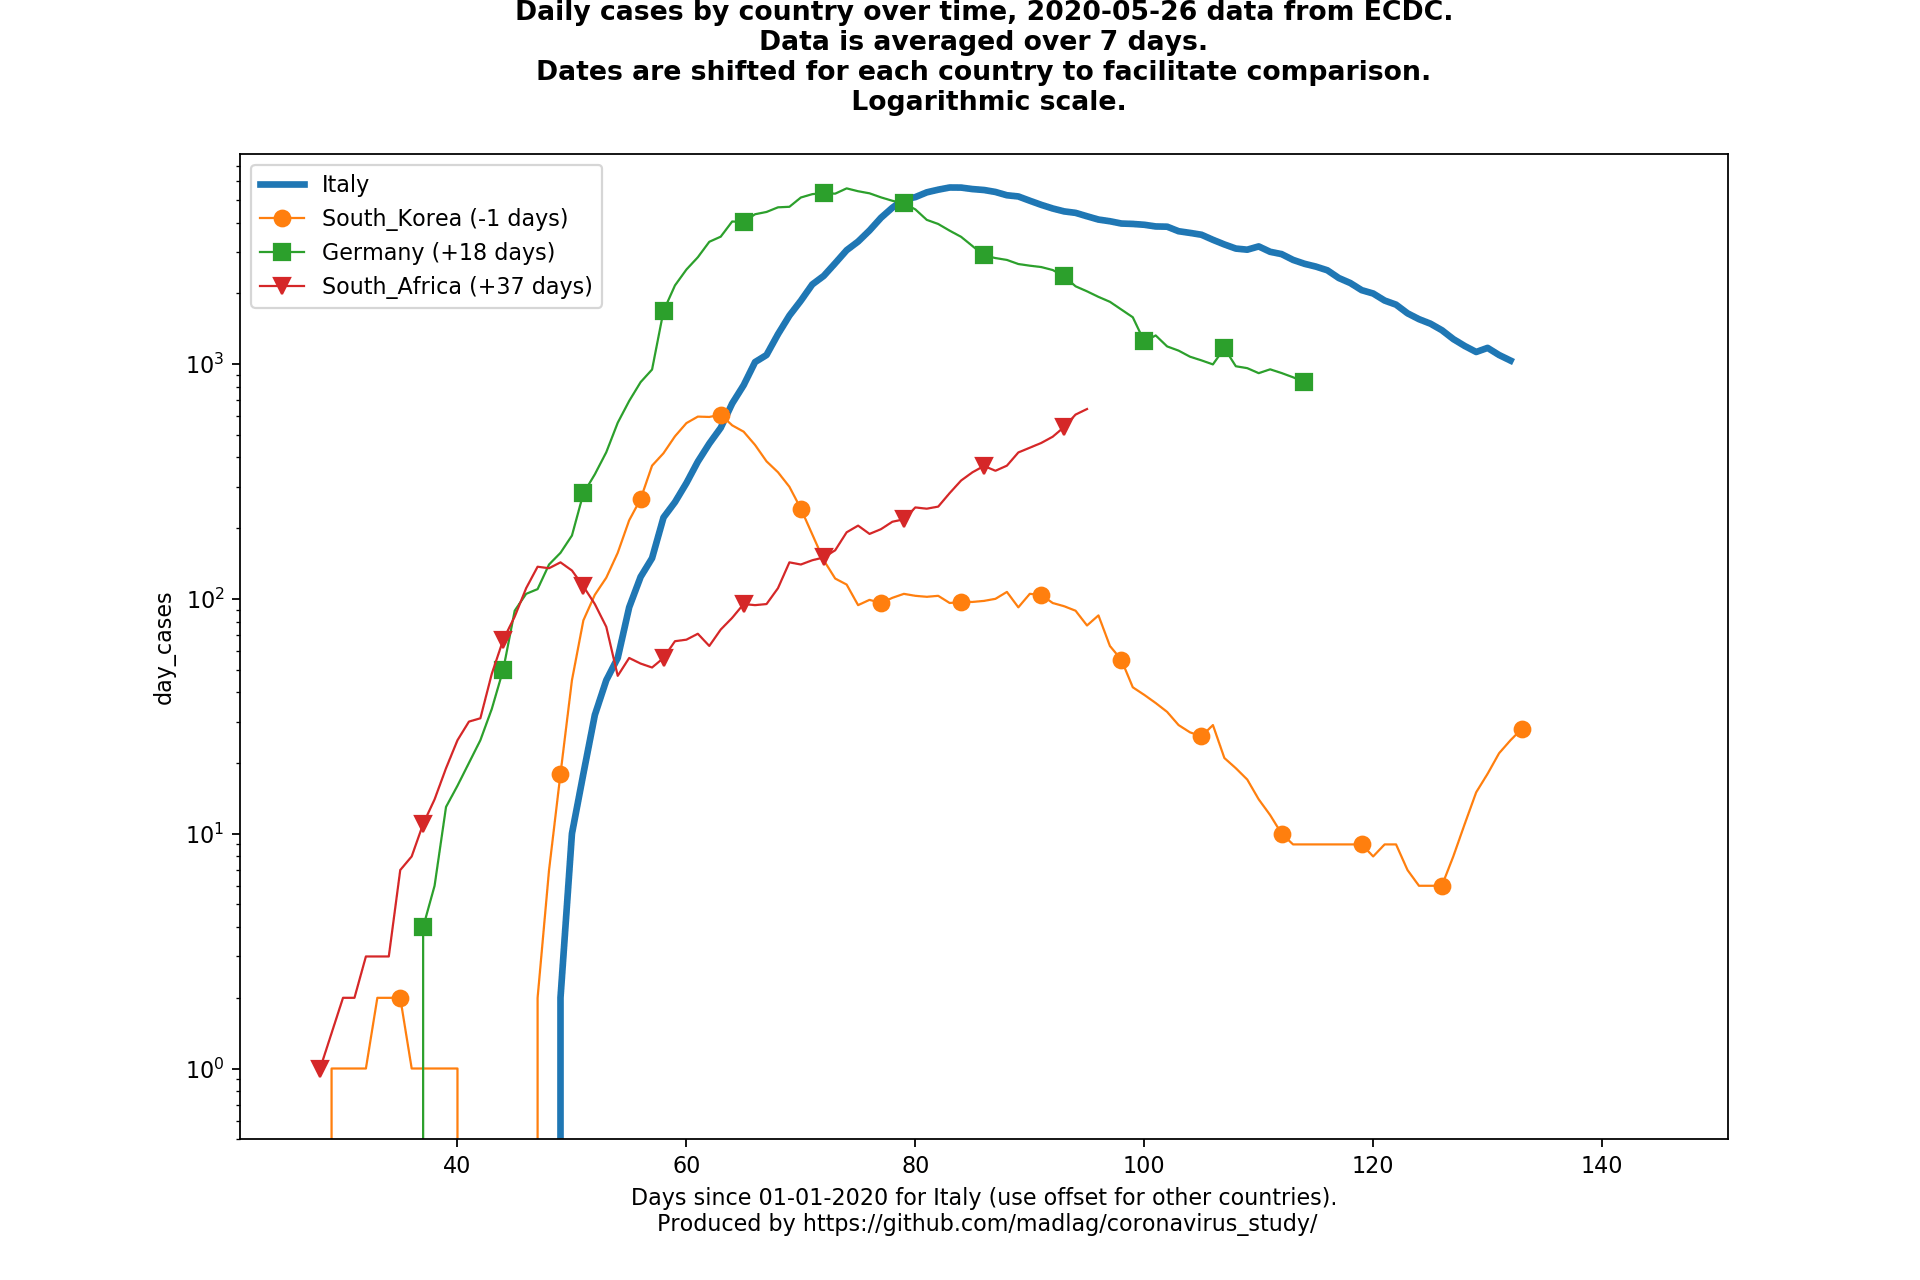 Daily cases by country over time, 2020-05-26 data from ECDC.
Data is averaged over 7 days.
Dates are shifted for each country to facilitate comparison.
Logarithmic scale.
Italy
South_Korea (-1 days)
Germany (+18 days)
South_Africa (+37 days)
day_cases
10³
10²
10¹
10⁰
40 60 80 100 120 140
Days since 01-01-2020 for Italy (use offset for other countries).
Produced by https://github.com/madlag/coronavirus_study/